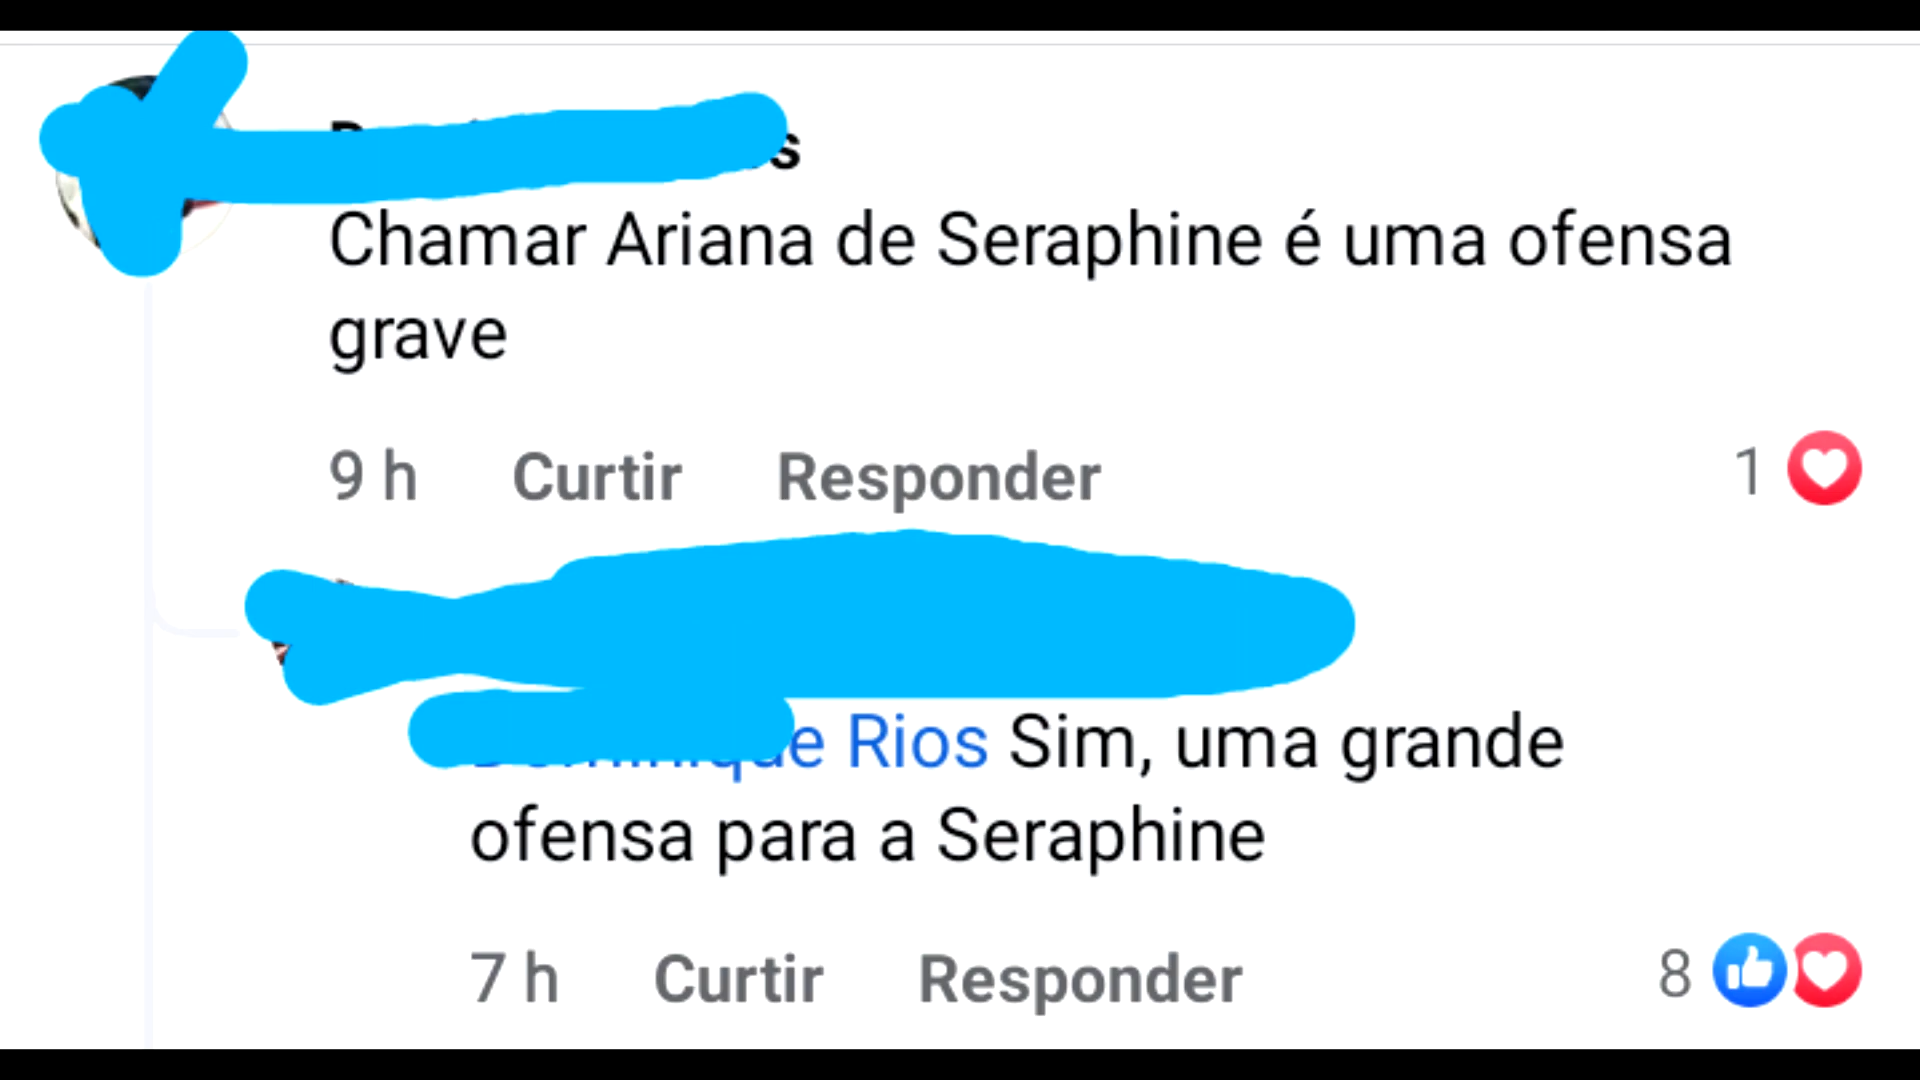 Chamar Ariana de Seraphine é uma ofensa
grave
9 h Curtir Responder 1
Rios Sim, uma grande
ofensa para a Seraphine
7 h Curtir Responder 8